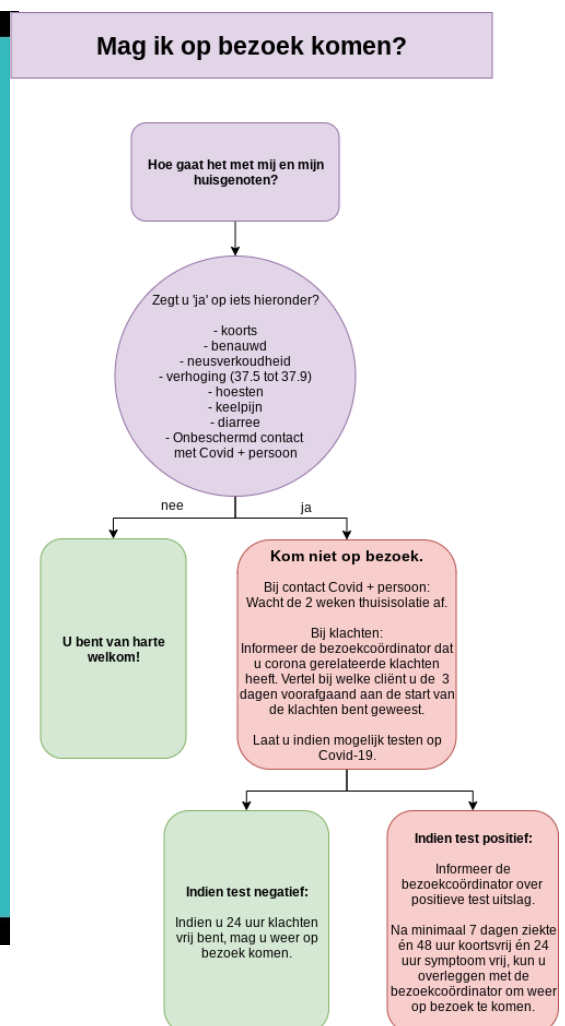 Mag ik op bezoek komen?
Hoe gaat het met mij en mijn
huisgenoten?
Zegt u 'ja' op iets hieronder?
- koorts
- benauwd
- neusverkoudheid
- verhoging (37.5 tot 37.9)
- hoesten
- keelpijn
- diarree
- Onbeschermd contact
met Covid + persoon
nee
ja
U bent van harte
welkom!
Kom niet op bezoek.
Bij contact Covid + persoon:
Wacht de 2 weken thuisisolatie af.
Bij klachten:
Informeer de bezoekcoördinator dat
u corona gerelateerde klachten
heeft. Vertel bij welke cliënt u de 3
dagen voorafgaand aan de start van
de klachten bent geweest.
Laat u indien mogelijk testen op
Covid-19.
Indien test negatief:
Indien u 24 uur klachten
vrij bent, mag u weer op
bezoek komen.
Indien test positief:
Informeer de
bezoekcoördinator over
positieve test uitslag.
Na minimaal 7 dagen ziekte
én 48 uur koortsvrij én 24
uur symptoom vrij, kun u
overleggen met de
bezoekcoördinator om weer
op bezoek te komen.